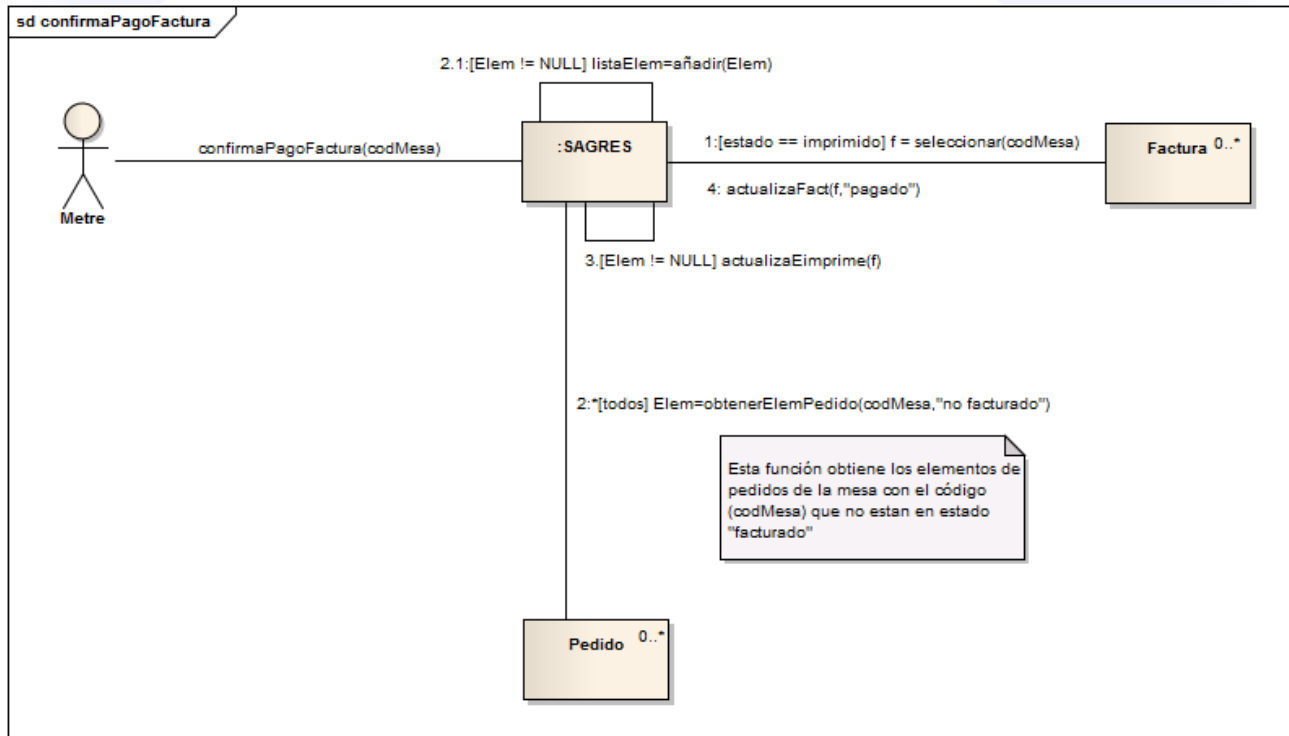 sd confirmaPagoFactura
2.1:[Elem != NULL] listaElem=añadir(Elem)
confirmaPagoFactura(codMesa)
:SAGRES
1:[estado == imprimido] f = seleccionar(codMesa)
Factura 0..*
4: actualizaFact(f,"pagado")
Metre
3.[Elem != NULL] actualizaEimprime(f)
2:*[todos] Elem=obtenerElemPedido(codMesa,"no facturado")
Esta función obtiene los elementos de
pedidos de la mesa con el código
(codMesa) que no estan en estado
"facturado"
Pedido 0..*